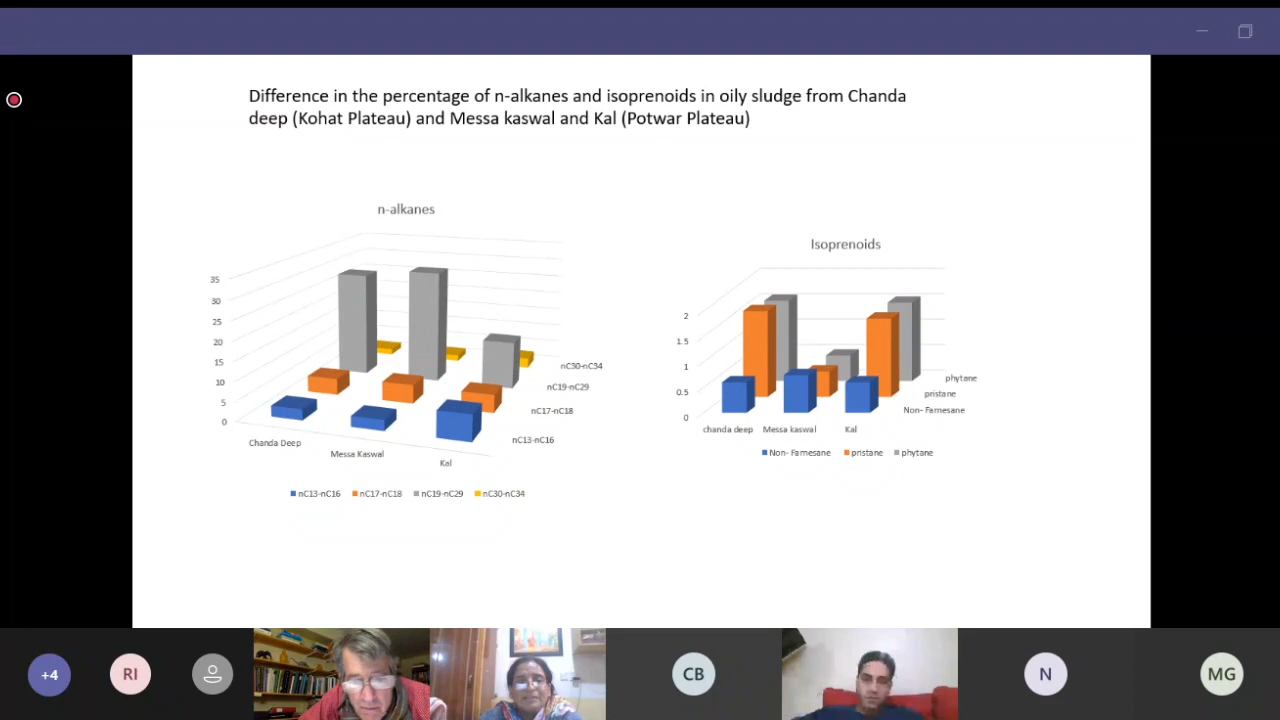 Difference in the percentage of n-alkanes and isoprenoids in oily sludge from Chanda
deep (Kohat Plateau) and Messa kaswal and Kal (Potwar Plateau)
n-alkanes
35
30
25
20
15
10
5
0
nC30-nC34
nC19-nC29
nC17-nC18
nC13-nC16
Chanda Deep
Messa Kaswal
Kal
nC13-nC16 nC17-nC18 nC19-nC29 nC30-nC34
Isoprenoids
2
1.5
1
0.5
0
phytane
pristane
Non- Farnesane
chanda deep Messa kaswal Kal
Non- Farnesane pristane phytane
+4 RI CB N MG